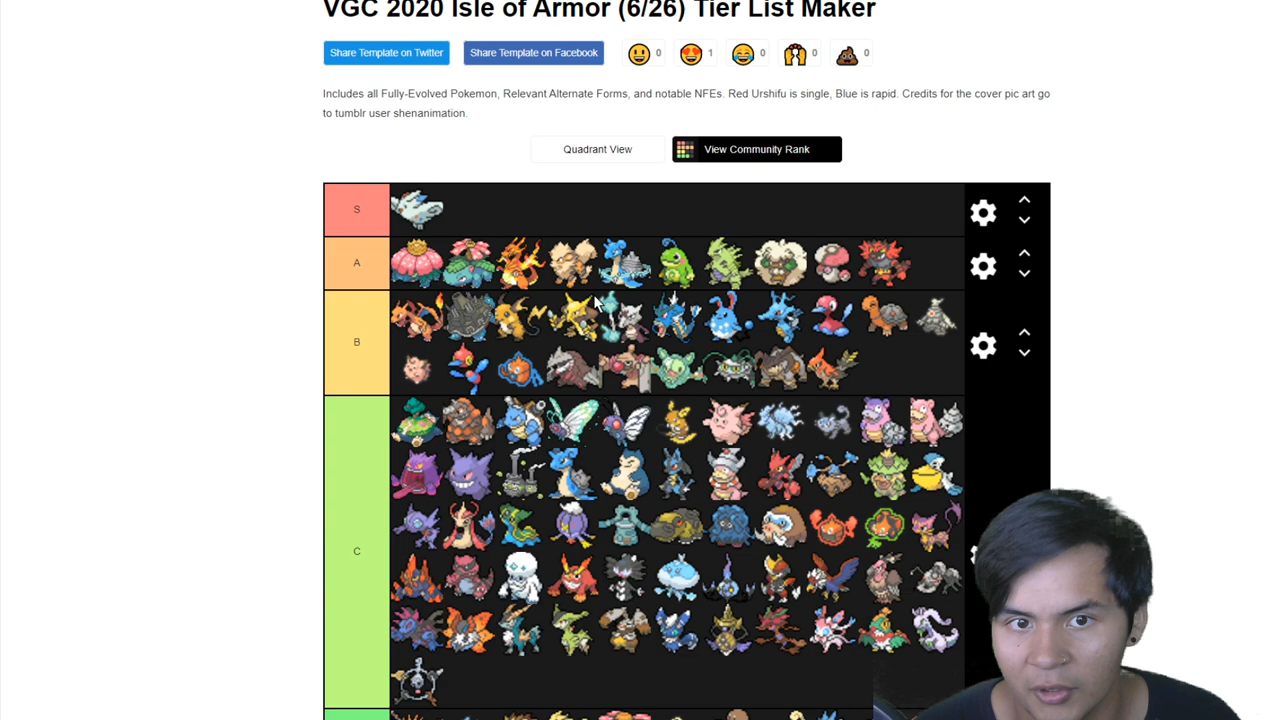 VGC 2020 Isle of Armor (6/26) Tier List Maker
Share Template on Twitter
Share Template on Facebook
0
1
0
0
0
Includes all Fully-Evolved Pokemon, Relevant Alternate Forms, and notable NFEs. Red Urshifu is single, Blue is rapid. Credits for the cover pic art go
to tumblr user shenanimation.
Quadrant View
View Community Rank
S
A
B
C